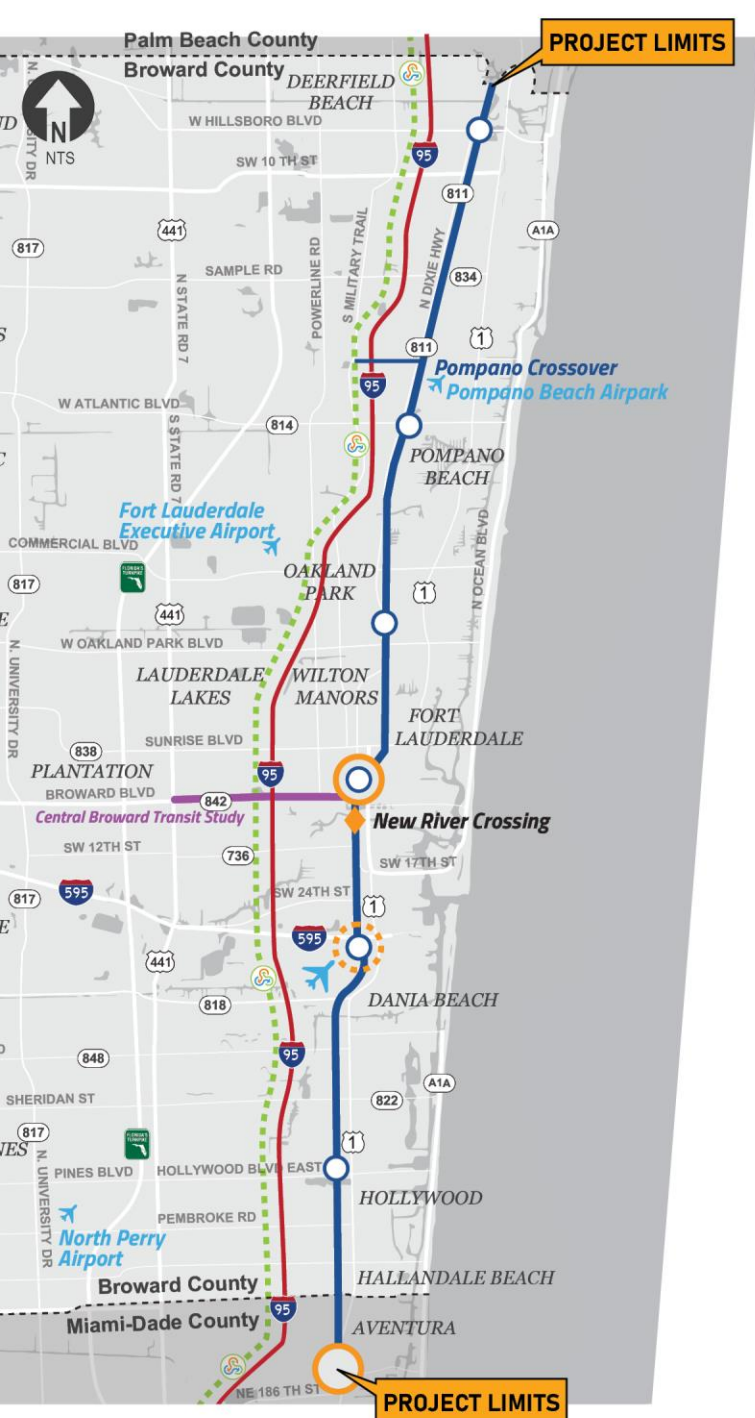 PROJECT LIMITS
Palm Beach County
Broward County
DEERFIELD
BEACH
N
NTS
W HILLSBORO BLVD
SW 10 TH ST
95
811
441
817
A1A
SAMPLE RD
834
N STATE RD 7
POWERLINE RD
S MILITARY TRAIL
N DIXIE HWY
1
811
Pompano Crossover
95
Pompano Beach Airpark
W ATLANTIC BLVD
814
S STATE RD 7
POMPANO
BEACH
Fort Lauderdale
Executive Airport
COMMERCIAL BLVD
N OCEAN BLVD
OAKLAND
PARK
817
1
441
N. UNIVERSITY DR
W OAKLAND PARK BLVD
LAUDERDALE
LAKES
WILTON
MANORS
FORT
LAUDERDALE
SUNRISE BLVD
838
PLANTATION
95
BROWARD BLVD
842
Central Broward Transit Study
New River Crossing
SW 12TH ST
736
SW 17TH ST
595
817
SW 24TH ST
1
595
441
818
DANIA BEACH
95
848
A1A
SHERIDAN ST
822
817
1
N. UNIVERSITY DR
PINES BLVD
HOLLYWOOD BLVD EAST
HOLLYWOOD
PEMBROKE RD
North Perry
Airport
HALLANDALE BEACH
Broward County
95
Miami-Dade County
AVENTURA
NE 186 TH ST
PROJECT LIMITS